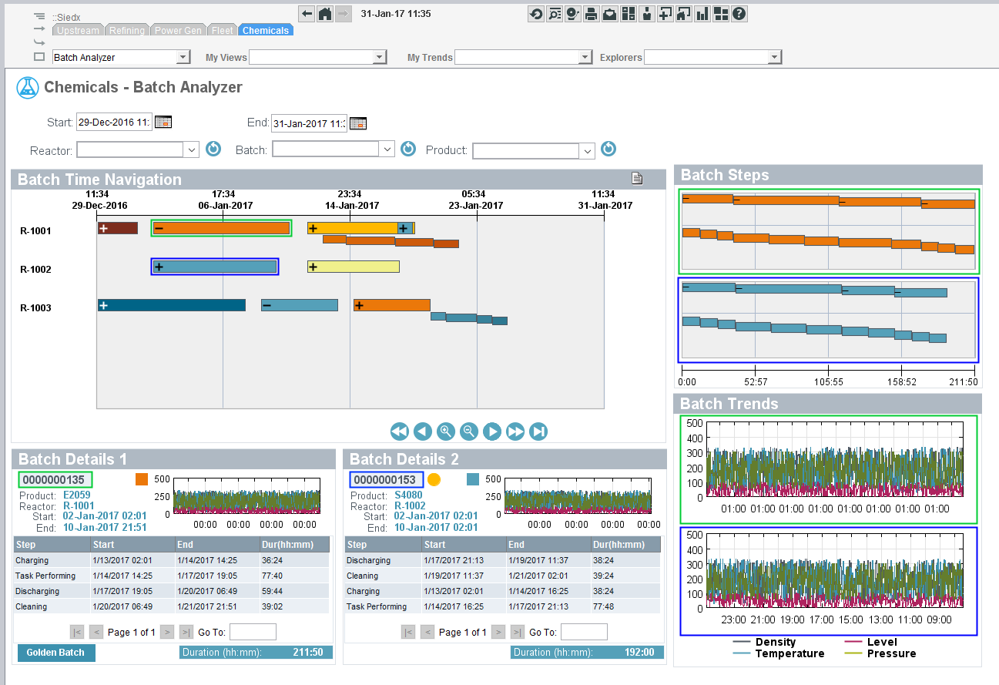 ::Siedx
31-Jan-17 11:35
Upstream Refining Power Gen Fleet Chemicals
Batch Analyzer My Views My Trends Explorers
Chemicals - Batch Analyzer
Start: 29-Dec-2016 11: End: 31-Jan-2017 11:
Reactor: Batch: Product:
Batch Time Navigation
11:34 17:34 23:34 05:34 11:34
29-Dec-2016 06-Jan-2017 14-Jan-2017 23-Jan-2017 31-Jan-2017
R-1001
R-1002
R-1003
Batch Steps
0:00 52:57 105:55 158:52 211:50
Batch Trends
500
400
300
200
100
0
01:00 01:00 01:00 01:00 01:00 01:00 01:00 01:00
500
400
300
200
100
0
23:00 21:00 19:00 17:00 15:00 13:00 11:00 09:00
Density Level
Temperature Pressure
Batch Details 1
0000000135
Product: E2059
Reactor: R-1001
Start: 02-Jan-2017 02:01
End: 10-Jan-2017 21:51
500
250
0
00:00 00:00 00:00 00:00
Step Start End Dur(hh:mm)
Charging 1/13/2017 02:01 1/14/2017 14:25 36:24
Task Performing 1/14/2017 14:25 1/17/2017 19:05 77:40
Discharging 1/17/2017 19:05 1/20/2017 06:49 59:44
Cleaning 1/20/2017 06:49 1/21/2017 21:51 39:02
|< < Page 1 of 1 > >| Go To:
Golden Batch Duration (hh:mm): 211:50
Batch Details 2
0000000153
Product: S4080
Reactor: R-1002
Start: 02-Jan-2017 02:01
End: 10-Jan-2017 02:01
500
250
0
00:00 00:00 00:00 00:00
Step Start End Dur(hh:mm)
Discharging 1/17/2017 21:13 1/19/2017 11:37 38:24
Cleaning 1/19/2017 11:37 1/21/2017 02:01 39:24
Charging 1/13/2017 02:01 1/14/2017 16:25 38:24
Task Performing 1/14/2017 16:25 1/17/2017 21:13 77:48
|< < Page 1 of 1 > >| Go To:
Duration (hh:mm): 192:00